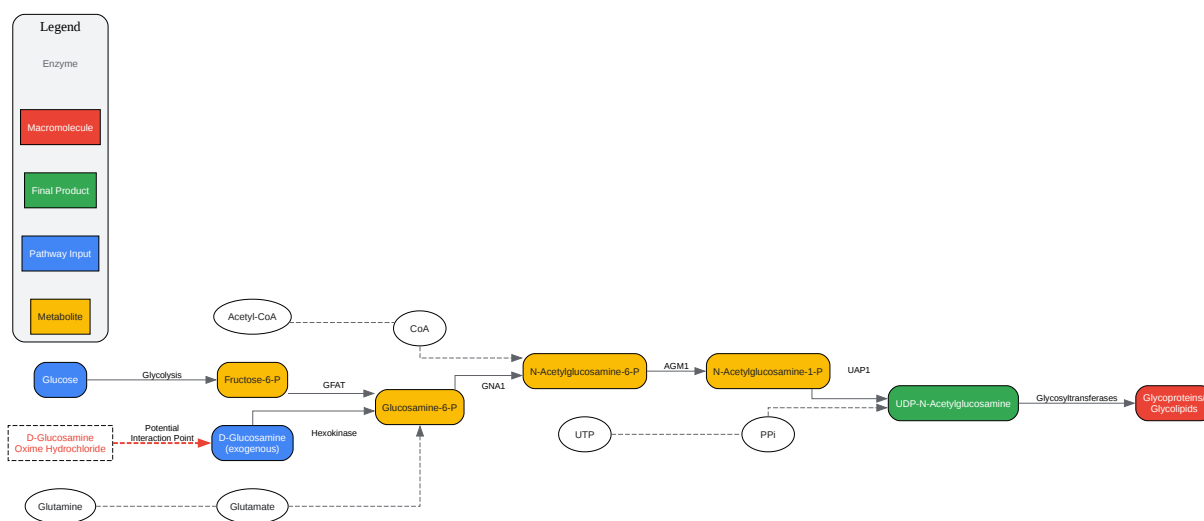 Legend
Enzyme
Macromolecule
Final Product
Pathway Input
Metabolite
Acetyl-CoA
CoA
Glucose
Glycolysis
Fructose-6-P
GFAT
Glucosamine-6-P
GNA1
N-Acetylglucosamine-6-P
AGM1
N-Acetylglucosamine-1-P
UAP1
UDP-N-Acetylglucosamine
Glycosyltransferases
Glycoproteins/
Glycolipids
D-Glucosamine
Oxime Hydrochloride
Potential
Interaction Point
D-Glucosamine
(exogenous)
Hexokinase
UTP
PPi
Glutamine
Glutamate